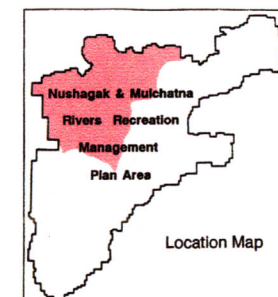 Nushagak & Mulchatna
Rivers Recreation
Management
Plan Area
Location Map